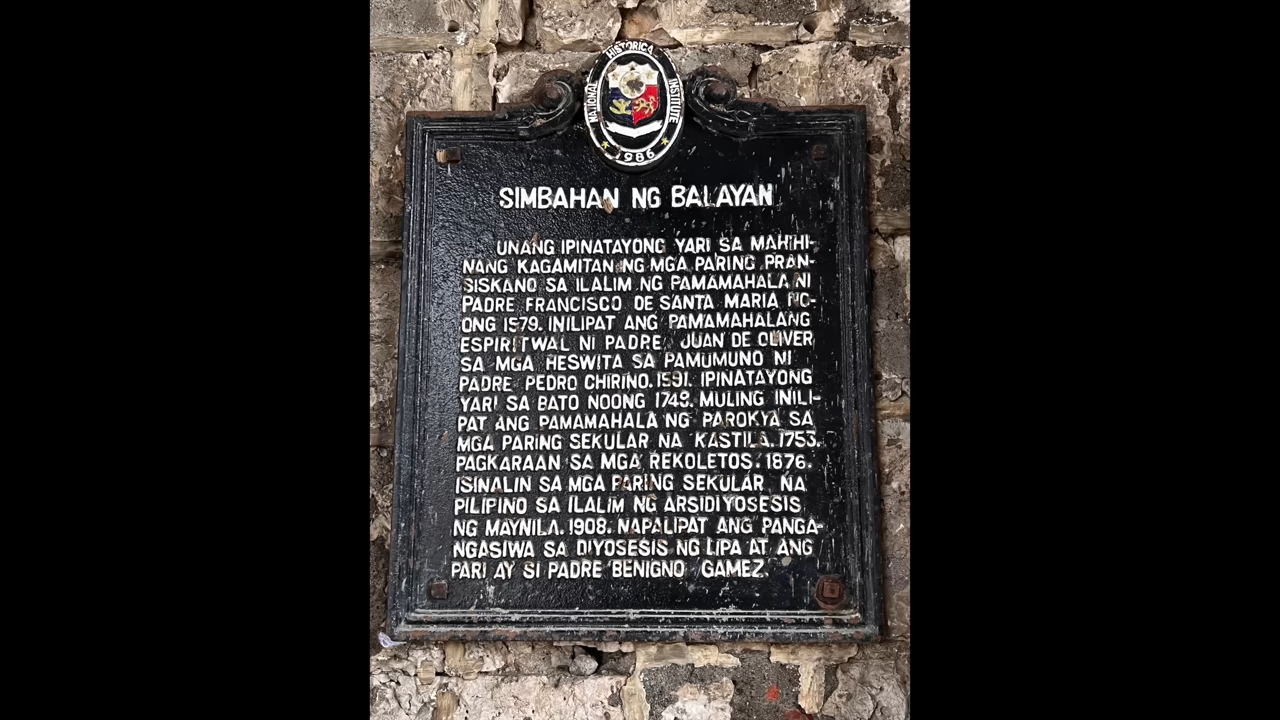 NATIONAL HISTORICAL INSTITUTE
1986
SIMBAHAN NG BALAYAN
UNANG IPINATAYONG YARI SA MAHIHI-
NANG KAGAMITAN NG MGA PARING PRAN-
SISKANO SA ILALIM NG PAMAMAHALA NI
PADRE FRANCISCO DE SANTA MARIA NO-
ONG 1579. INILIPAT ANG PAMAMAHALANG
ESPIRITWAL NI PADRE. JUAN DE OLIVER
SA MGA HESWITA SA PAMUMUNO NI
PADRE PEDRO CHIRINO. 1591. IPINATAYONG
YARI SA BATO NOONG 1748. MULING INILI-
PAT ANG PAMAMAHALA NG PAROKYA SA
MGA PARING SEKULAR NA KASTILA. 1753.
PAGKARAAN SA MGA REKOLETOS. 1876.
ISINALIN SA MGA PARING SEKULAR NA
PILIPINO SA ILALIM NG ARSIDIYOSESIS
NG MAYNILA. 1908. NAPALIPAT ANG PANGA-
NGASIWA SA DIYOSESIS NG LIPA AT ANG
PARI AY SI PADRE BENIGNO GAMEZ.